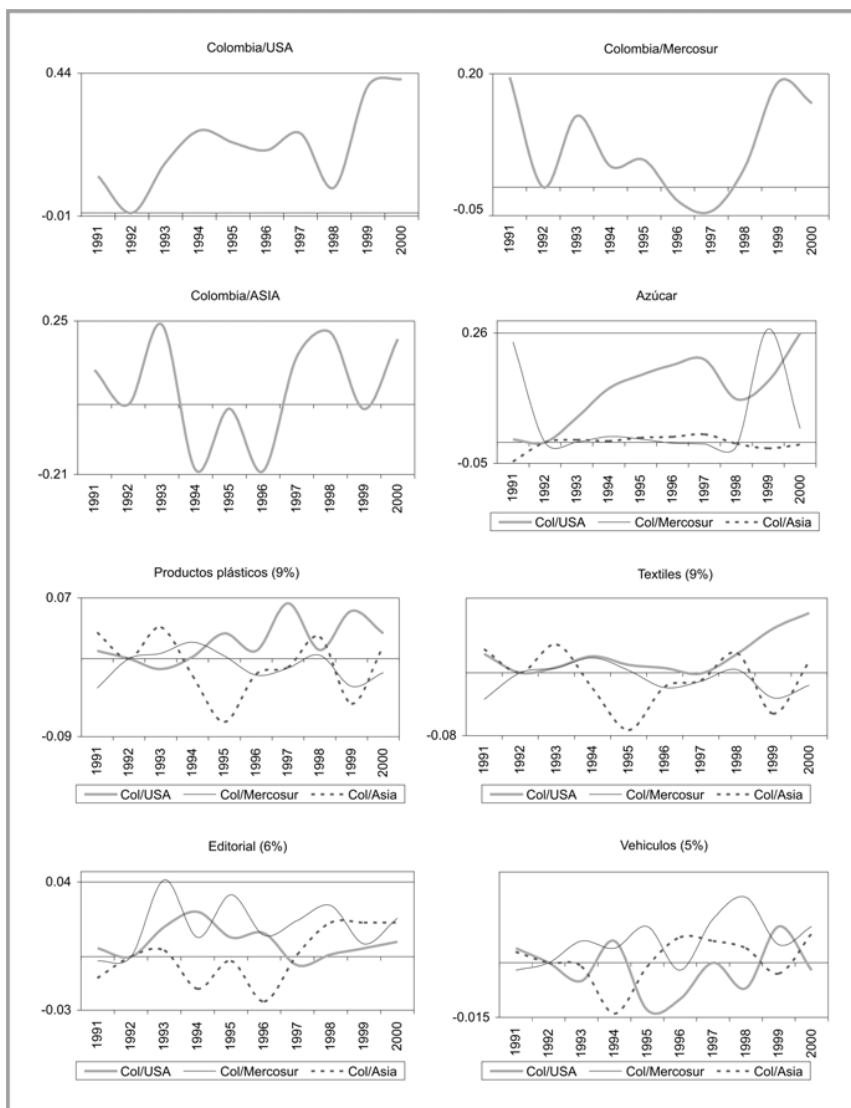 Colombia/USA
0.44
-0.01
1991 1992 1993 1994 1995 1996 1997 1998 1999 2000
Colombia/Mercosur
0.20
-0.05
1991 1992 1993 1994 1995 1996 1997 1998 1999 2000
Colombia/ASIA
0.25
-0.21
1991 1992 1993 1994 1995 1996 1997 1998 1999 2000
Azúcar
0.26
-0.05
1991 1992 1993 1994 1995 1996 1997 1998 1999 2000
Col/USA Col/Mercosur Col/Asia
Productos plásticos (9%)
0.07
-0.09
1991 1992 1993 1994 1995 1996 1997 1998 1999 2000
Col/USA Col/Mercosur Col/Asia
Textiles (9%)
-0.08
1991 1992 1993 1994 1995 1996 1997 1998 1999 2000
Col/USA Col/Mercosur Col/Asia
Editorial (6%)
0.04
-0.03
1991 1992 1993 1994 1995 1996 1997 1998 1999 2000
Col/USA Col/Mercosur Col/Asia
Vehiculos (5%)
-0.015
1991 1992 1993 1994 1995 1996 1997 1998 1999 2000
Col/USA Col/Mercosur Col/Asia